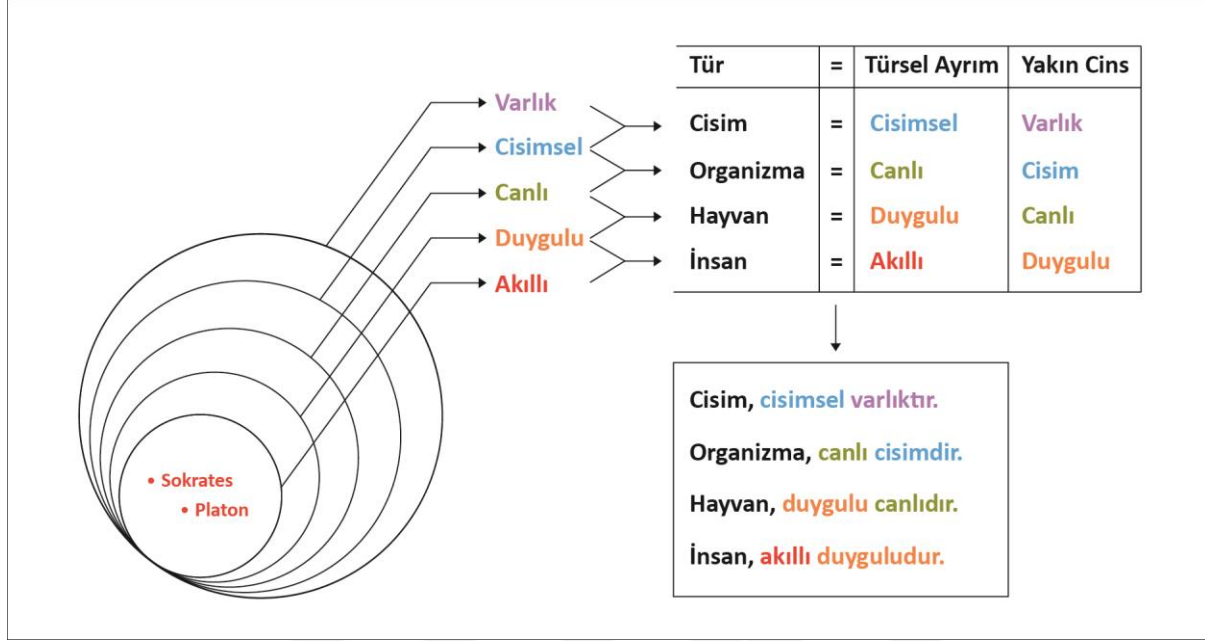 Varlık
Cisimsel
Canlı
Duygulu
Akıllı
• Sokrates
• Platon
Tür = Türsel Ayrım Yakın Cins
Cisim = Cisimsel Varlık
Organizma = Canlı Cisim
Hayvan = Duygulu Canlı
İnsan = Akıllı Duygulu
Cisim, cisimsel varlıktır.
Organizma, canlı cisimdir.
Hayvan, duygulu canlıdır.
İnsan, akıllı duyguludur.